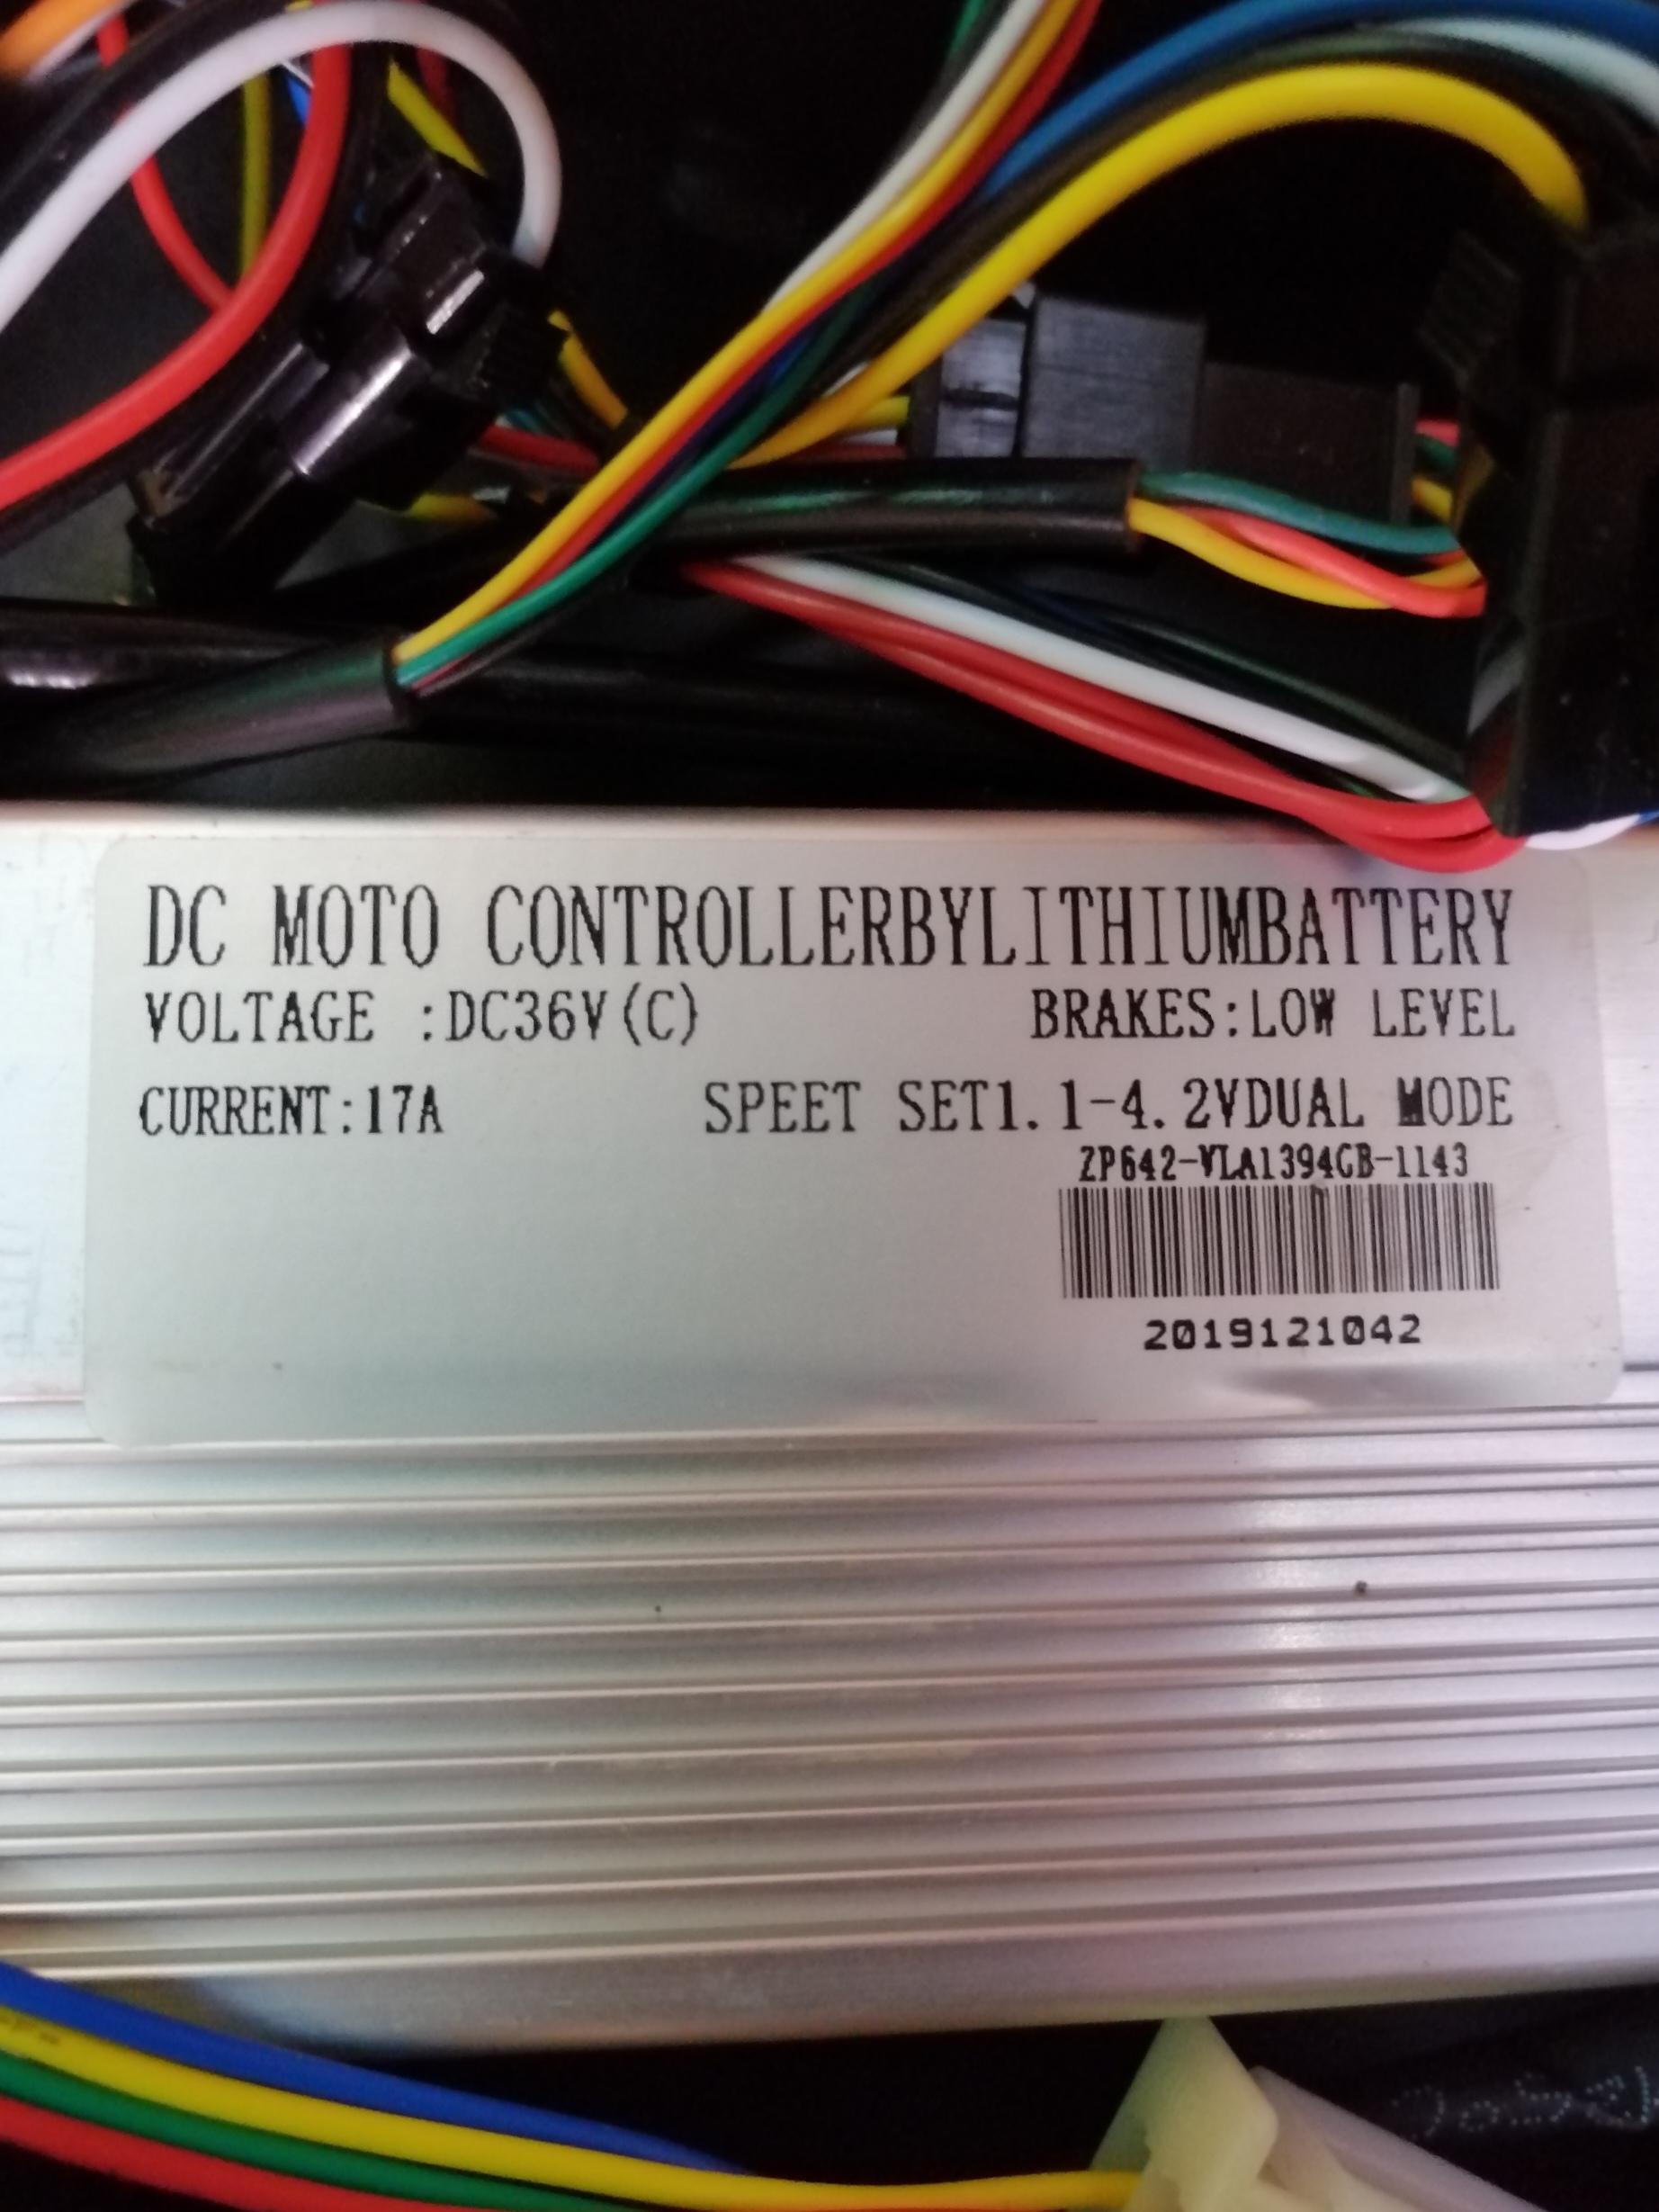 DC MOTO CONTROLLERBYLITHIUMBATTERY
VOLTAGE :DC36V(C) BRAKES:LOW LEVEL
CURRENT:17A SPEET SET1.1-4.2VDUAL MODE
ZP642-VLA1394GB-1143
2019121042